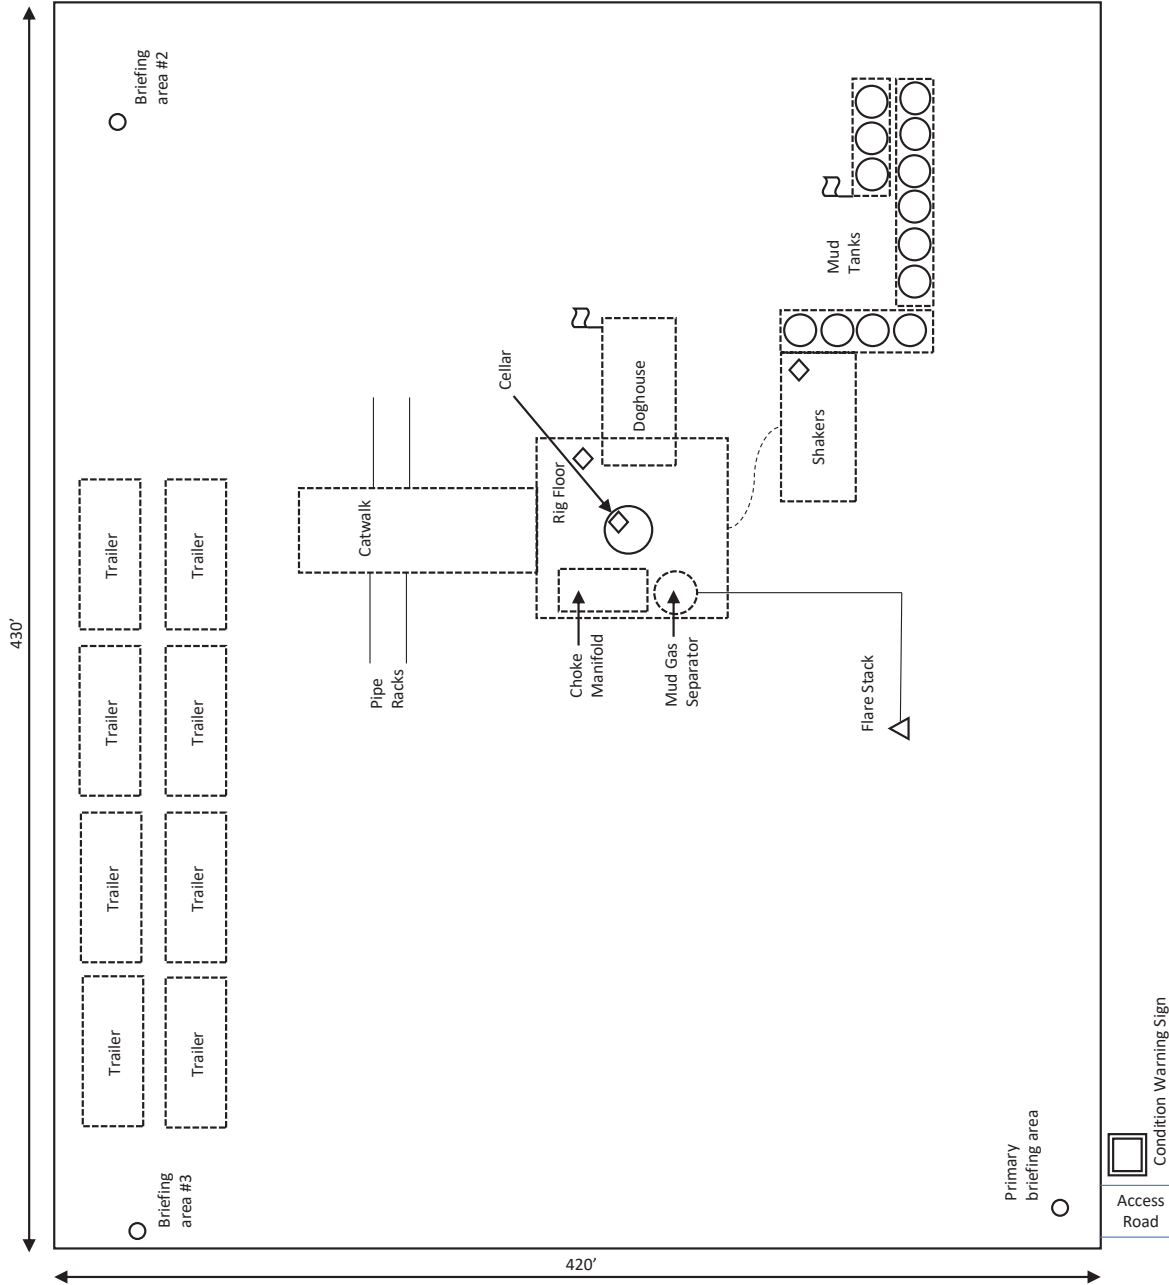 Briefing
area #2
Mud
Tanks
Cellar
Doghouse
Rig Floor
Shakers
Catwalk
Trailer
Trailer
430'
Choke
Manifold
Mud Gas
Separator
Pipe
Racks
Flare Stack
Trailer
Trailer
Trailer
Trailer
Trailer
Trailer
Condition Warning Sign
Primary
briefing area
Briefing
area #3
Access
Road
420'